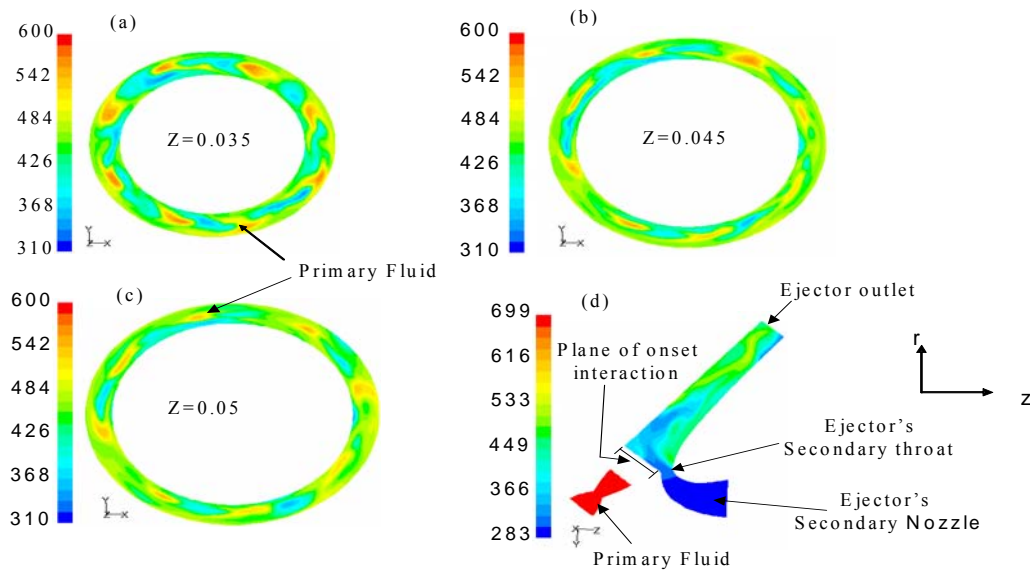 (a)
600
542
484
426
368
310
Z=0.035
Y
Z X
(b)
600
542
484
426
368
310
Z=0.045
Y
Z X
Primary Fluid
(c)
600
542
484
426
368
310
Z=0.05
Y
Z X
(d)
699
616
533
449
366
283
Ejector outlet
Plane of onset
interaction
Ejector's
Secondary throat
Ejector's
Secondary Nozzle
Primary Fluid
X Z
Y
r
z